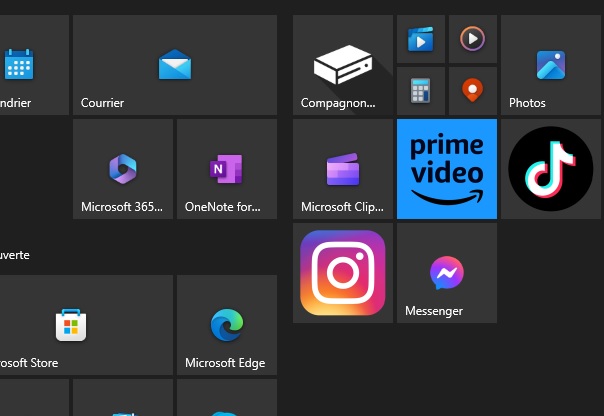 ndrier
Courrier
Compagnon...
Photos
Microsoft 365...
OneNote for...
Microsoft Clip...
prime
video
uverte
Messenger
osoft Store
Microsoft Edge